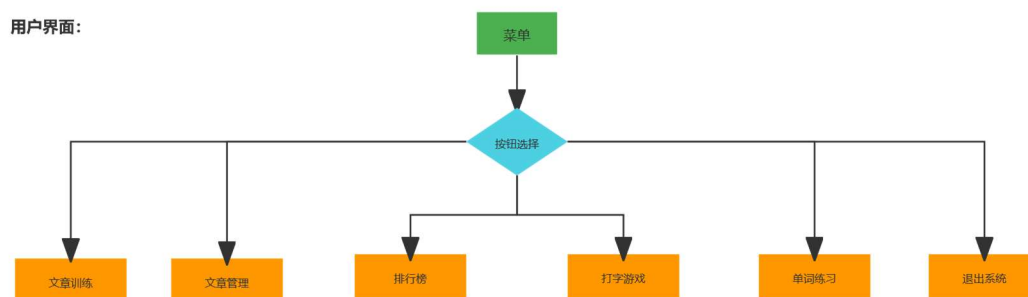 用户界面：
菜单
按钮选择
文章训练
文章管理
排行榜
打字游戏
单词练习
退出系统